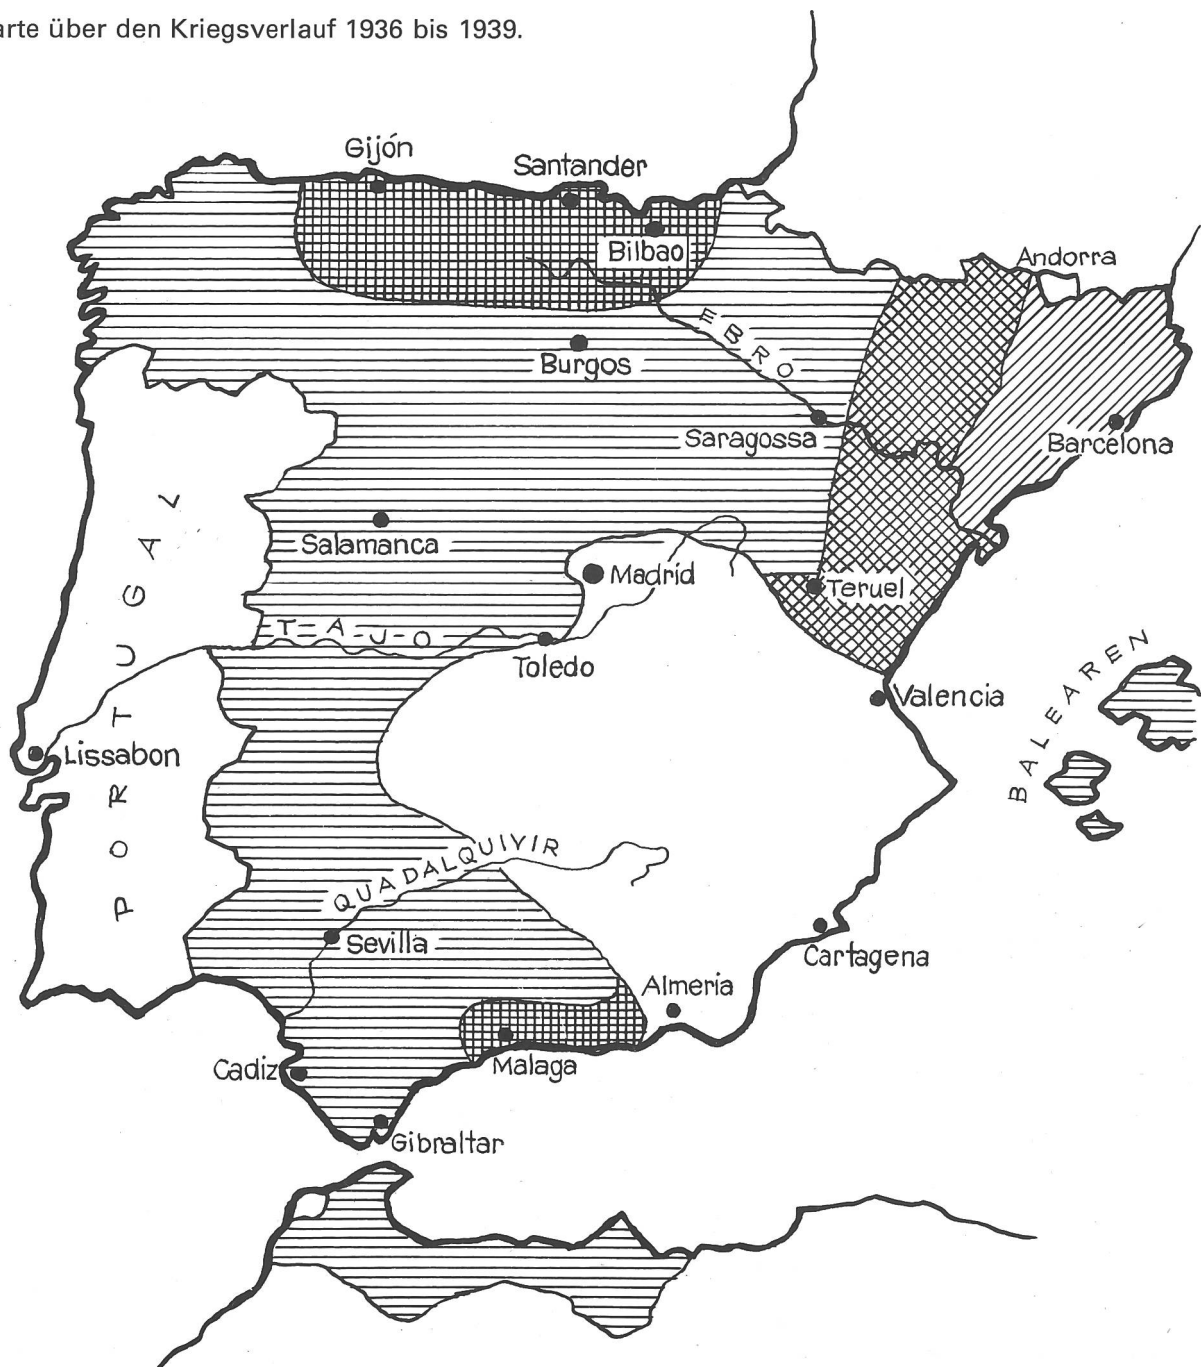 arte über den Kriegsverlauf 1936 bis 1939.
Gijón
Santander
Bilbao
Andorra
EBRO
Burgos
Saragossa
Barcelona
Salamanca
Madrid
Teruel
TAJO
Toledo
Valencia
BALEAREN
PORTUGAL
Lissabon
QUADALQUIVIR
Sevilla
Cartagena
Almeria
Malaga
Cadiz
Gibraltar